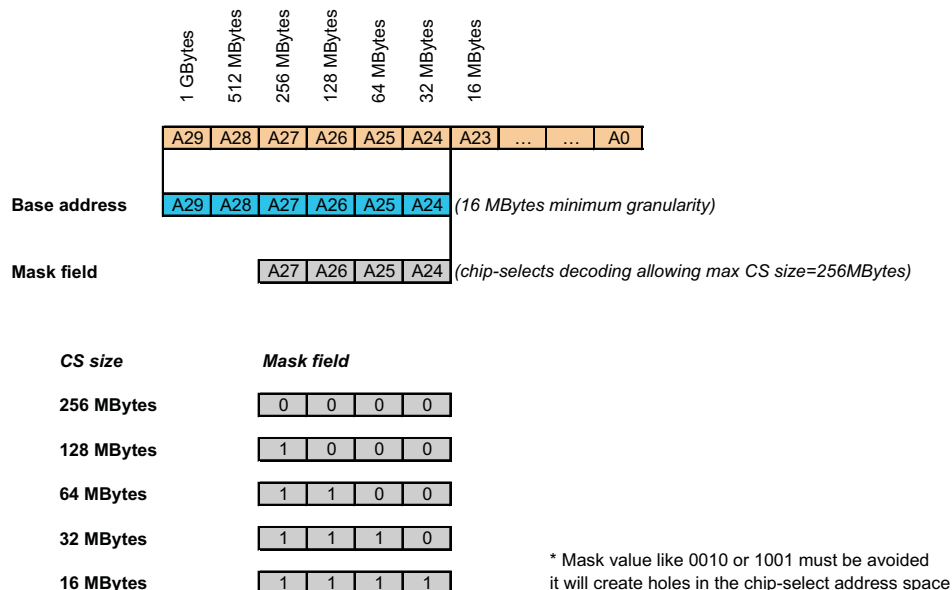 1 GBytes
512 MBytes
256 MBytes
128 MBytes
64 MBytes
32 MBytes
16 MBytes
A29 A28 A27 A26 A25 A24 A23 ... ... A0
Base address A29 A28 A27 A26 A25 A24 (16 MBytes minimum granularity)
Mask field A27 A26 A25 A24 (chip-selects decoding allowing max CS size=256MBytes)
CS size Mask field
256 MBytes 0 0 0 0
128 MBytes 1 0 0 0
64 MBytes 1 1 0 0
32 MBytes 1 1 1 0
16 MBytes 1 1 1 1
* Mask value like 0010 or 1001 must be avoided
it will create holes in the chip-select address space